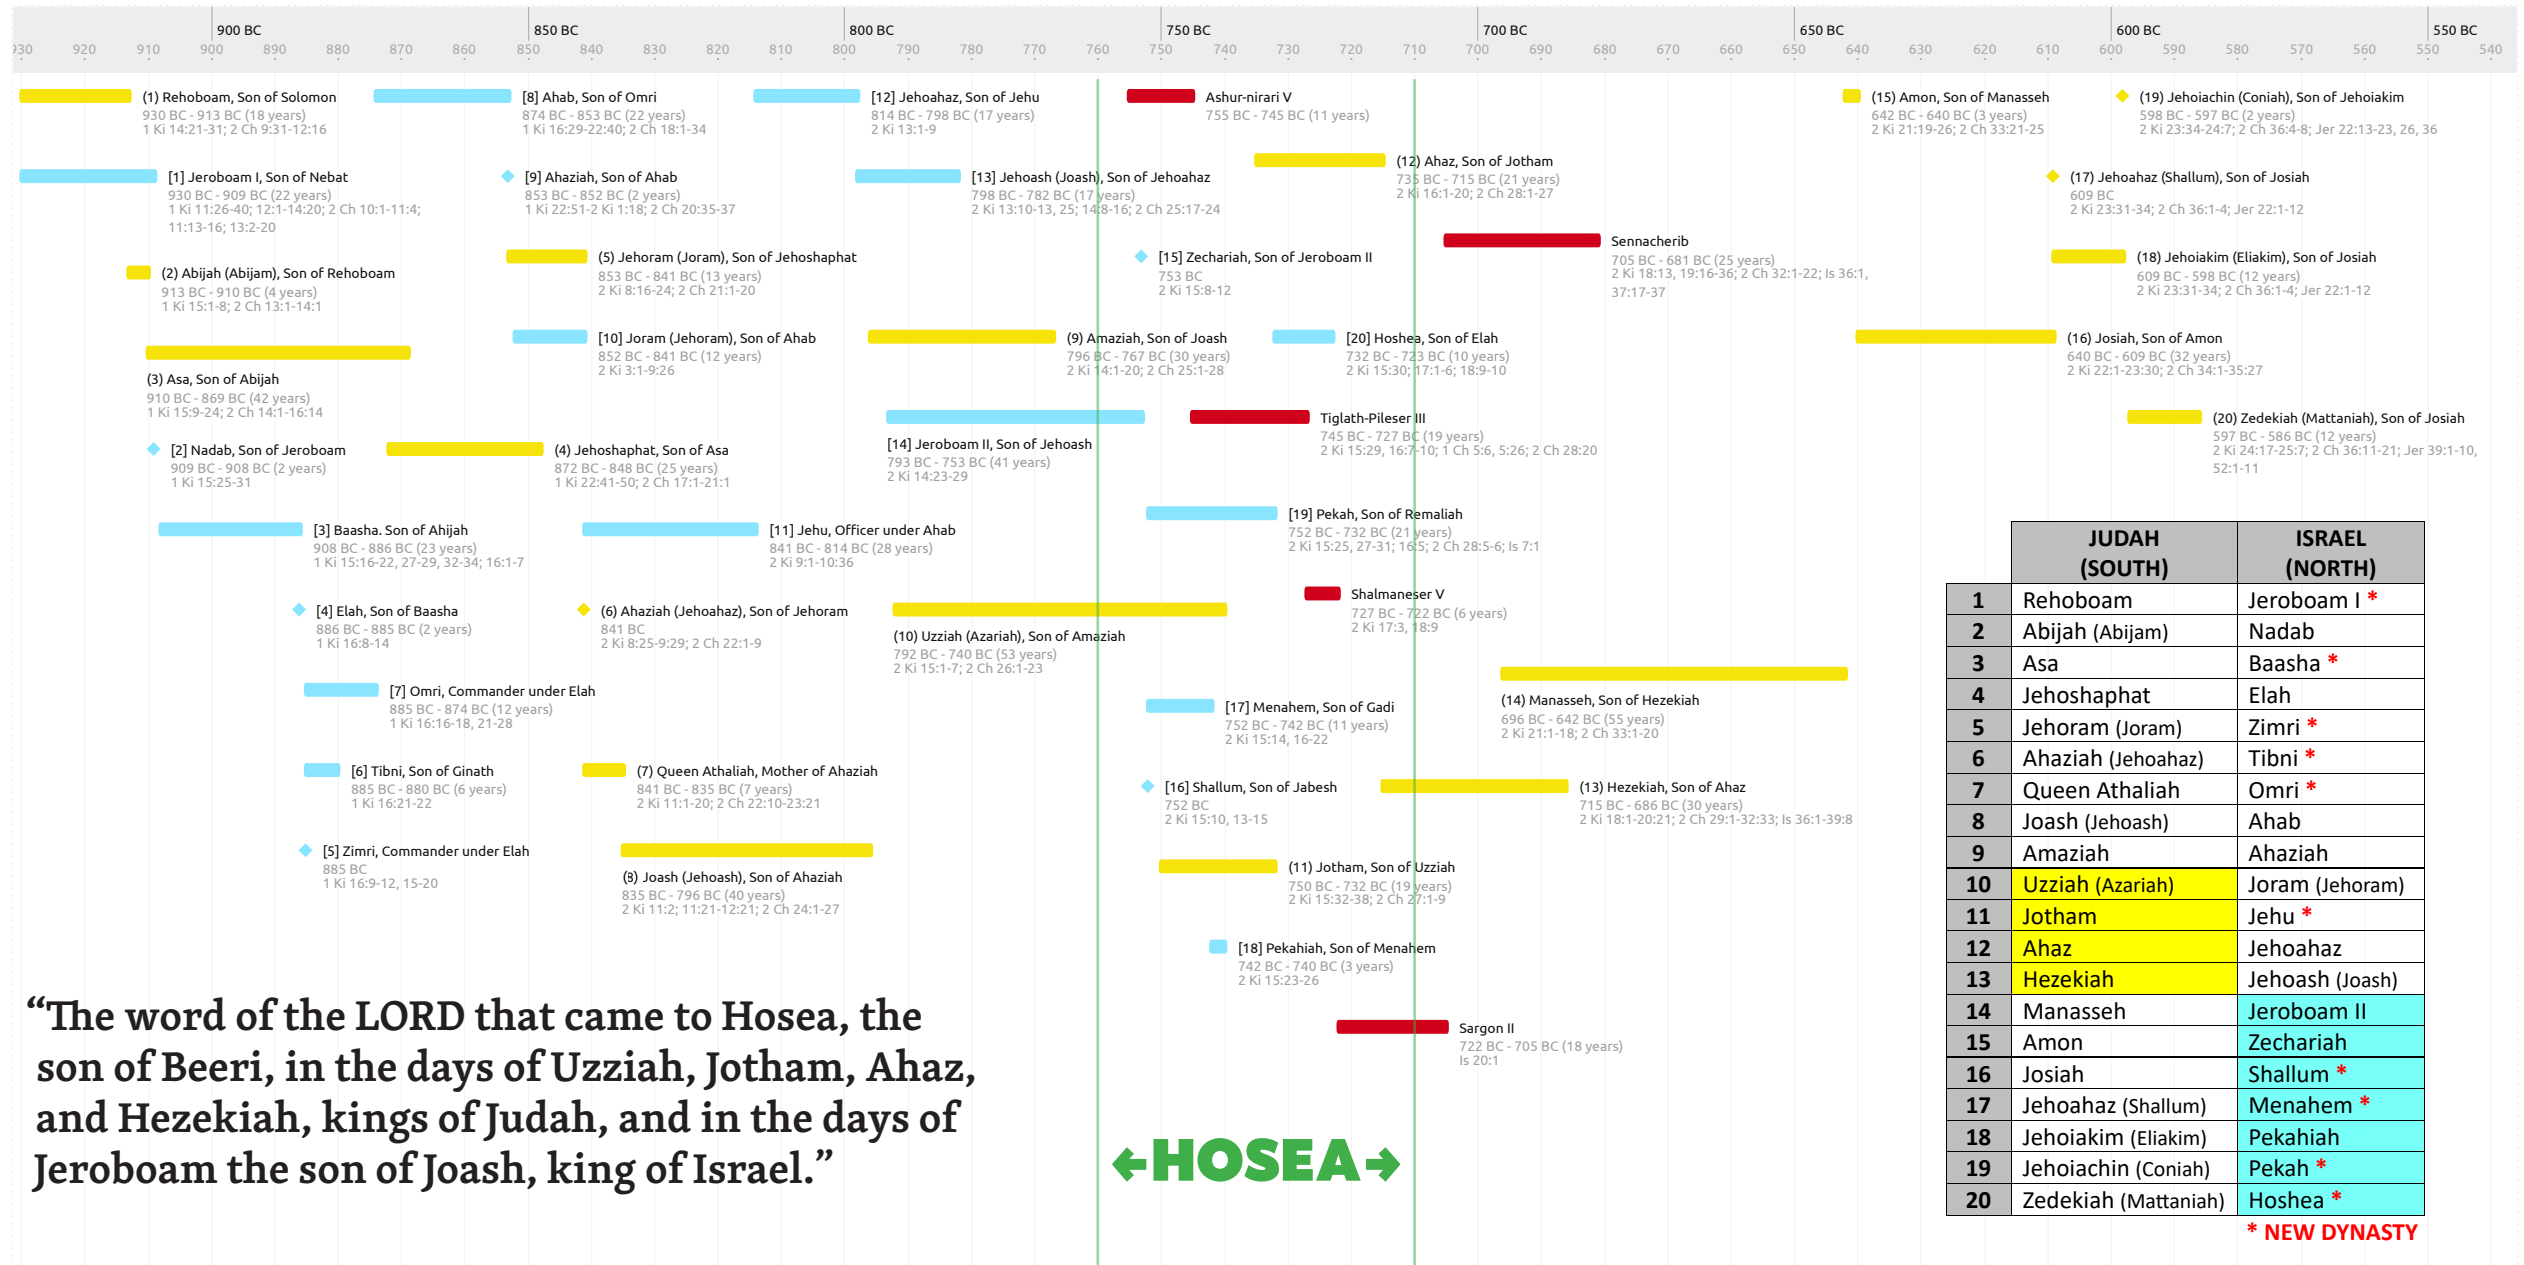 900 BC 850 BC 800 BC 750 BC 700 BC 650 BC 600 BC 550 BC
930 920 910 900 890 880 870 860 850 840 830 820 810 800 790 780 770 760 750 740 730 720 710 700 690 680 670 660 650 640 630 620 610 600 590 580 570 560 550 540
(1) Rehoboam, Son of Solomon
930 BC - 913 BC (18 years)
1 Ki 14:21-31; 2 Ch 9:31-12:16
[1] Jeroboam I, Son of Nebat
930 BC - 909 BC (22 years)
1 Ki 11:26-40; 12:1-14:20; 2 Ch 10:1-11:4;
11:13-16; 13:2-20
(2) Abijah (Abijam), Son of Rehoboam
913 BC - 910 BC (4 years)
1 Ki 15:1-8; 2 Ch 13:1-14:1
(3) Asa, Son of Abijah
910 BC - 869 BC (42 years)
1 Ki 15:9-24; 2 Ch 14:1-16:14
[2] Nadab, Son of Jeroboam
909 BC - 908 BC (2 years)
1 Ki 15:25-31
[3] Baasha. Son of Ahijah
908 BC - 886 BC (23 years)
1 Ki 15:16-22, 27-29, 32-34; 16:1-7
[4] Elah, Son of Baasha
886 BC - 885 BC (2 years)
1 Ki 16:8-14
[7] Omri, Commander under Elah
885 BC - 874 BC (12 years)
1 Ki 16:16-18, 21-28
[6] Tibni, Son of Ginath
885 BC - 880 BC (6 years)
1 Ki 16:21-22
[5] Zimri, Commander under Elah
885 BC
1 Ki 16:9-12, 15-20
[8] Ahab, Son of Omri
874 BC - 853 BC (22 years)
1 Ki 16:29-22:40; 2 Ch 18:1-34
[9] Ahaziah, Son of Ahab
853 BC - 852 BC (2 years)
1 Ki 22:51-2 Ki 1:18; 2 Ch 20:35-37
(5) Jehoram (Joram), Son of Jehoshaphat
853 BC - 841 BC (13 years)
2 Ki 8:16-24; 2 Ch 21:1-20
[10] Joram (Jehoram), Son of Ahab
852 BC - 841 BC (12 years)
2 Ki 3:1-9:26
(4) Jehoshaphat, Son of Asa
872 BC - 848 BC (25 years)
1 Ki 22:41-50; 2 Ch 17:1-21:1
[11] Jehu, Officer under Ahab
841 BC - 814 BC (28 years)
2 Ki 9:1-10:36
(6) Ahaziah (Jehoahaz), Son of Jehoram
841 BC
2 Ki 8:25-9:29; 2 Ch 22:1-9
(7) Queen Athaliah, Mother of Ahaziah
841 BC - 835 BC (7 years)
2 Ki 11:1-20; 2 Ch 22:10-23:21
(8) Joash (Jehoash), Son of Ahaziah
835 BC - 796 BC (40 years)
2 Ki 11:2; 11:21-12:21; 2 Ch 24:1-27
[12] Jehoahaz, Son of Jehu
814 BC - 798 BC (17 years)
2 Ki 13:1-9
[13] Jehoash (Joash), Son of Jehoahaz
798 BC - 782 BC (17 years)
2 Ki 13:10-13, 25; 14:8-16; 2 Ch 25:17-24
(9) Amaziah, Son of Joash
796 BC - 767 BC (30 years)
2 Ki 14:1-20; 2 Ch 25:1-28
[14] Jeroboam II, Son of Jehoash
793 BC - 753 BC (41 years)
2 Ki 14:23-29
(10) Uzziah (Azariah), Son of Amaziah
792 BC - 740 BC (53 years)
2 Ki 15:1-7; 2 Ch 26:1-23
Ashur-nirari V
755 BC - 745 BC (11 years)
(12) Ahaz, Son of Jotham
735 BC - 715 BC (21 years)
2 Ki 16:1-20; 2 Ch 28:1-27
[15] Zechariah, Son of Jeroboam II
753 BC
2 Ki 15:8-12
Sennacherib
705 BC - 681 BC (25 years)
2 Ki 18:13, 19:16-36; 2 Ch 32:1-22; Is 36:1,
37:17-37
[20] Hoshea, Son of Elah
732 BC - 723 BC (10 years)
2 Ki 15:30; 17:1-6; 18:9-10
Tiglath-Pileser III
745 BC - 727 BC (19 years)
2 Ki 15:29, 16:7-10; 1 Ch 5:6, 5:26; 2 Ch 28:20
[19] Pekah, Son of Remaliah
752 BC - 732 BC (21 years)
2 Ki 15:25, 27-31; 16:5; 2 Ch 28:5-6; Is 7:1
Shalmaneser V
727 BC - 722 BC (6 years)
2 Ki 17:3, 18:9
(14) Manasseh, Son of Hezekiah
696 BC - 642 BC (55 years)
2 Ki 21:1-18; 2 Ch 33:1-20
[17] Menahem, Son of Gadi
752 BC - 742 BC (11 years)
2 Ki 15:14, 16-22
[16] Shallum, Son of Jabesh
752 BC
2 Ki 15:10, 13-15
(13) Hezekiah, Son of Ahaz
715 BC - 686 BC (30 years)
2 Ki 18:1-20:21; 2 Ch 29:1-32:33; Is 36:1-39:8
(11) Jotham, Son of Uzziah
750 BC - 732 BC (19 years)
2 Ki 15:32-38; 2 Ch 27:1-9
[18] Pekahiah, Son of Menahem
742 BC - 740 BC (3 years)
2 Ki 15:23-26
Sargon II
722 BC - 705 BC (18 years)
Is 20:1
(15) Amon, Son of Manasseh
642 BC - 640 BC (3 years)
2 Ki 21:19-26; 2 Ch 33:21-25
(19) Jehoiachin (Coniah), Son of Jehoiakim
598 BC - 597 BC (2 years)
2 Ki 23:34-24:7; 2 Ch 36:4-8; Jer 22:13-23, 26, 36
(17) Jehoahaz (Shallum), Son of Josiah
609 BC
2 Ki 23:31-34; 2 Ch 36:1-4; Jer 22:1-12
(18) Jehoiakim (Eliakim), Son of Josiah
609 BC - 598 BC (12 years)
2 Ki 23:31-34; 2 Ch 36:1-4; Jer 22:1-12
(16) Josiah, Son of Amon
640 BC - 609 BC (32 years)
2 Ki 22:1-23:30; 2 Ch 34:1-35:27
(20) Zedekiah (Mattaniah), Son of Josiah
597 BC - 586 BC (12 years)
2 Ki 24:17-25:7; 2 Ch 36:11-21; Jer 39:1-10,
52:1-11
“The word of the LORD that came to Hosea, the
son of Beeri, in the days of Uzziah, Jotham, Ahaz,
and Hezekiah, kings of Judah, and in the days of
Jeroboam the son of Joash, king of Israel.”
HOSEA
JUDAH (SOUTH) ISRAEL (NORTH)
1 Rehoboam Jeroboam I *
2 Abijah (Abijam) Nadab
3 Asa Baasha *
4 Jehoshaphat Elah
5 Jehoram (Joram) Zimri *
6 Ahaziah (Jehoahaz) Tibni *
7 Queen Athaliah Omri *
8 Joash (Jehoash) Ahab
9 Amaziah Ahaziah
10 Uzziah (Azariah) Joram (Jehoram)
11 Jotham Jehu *
12 Ahaz Jehoahaz
13 Hezekiah Jehoash (Joash)
14 Manasseh Jeroboam II
15 Amon Zechariah
16 Josiah Shallum *
17 Jehoahaz (Shallum) Menahem *
18 Jehoiakim (Eliakim) Pekahiah
19 Jehoiachin (Coniah) Pekah *
20 Zedekiah (Mattaniah) Hoshea *
* NEW DYNASTY